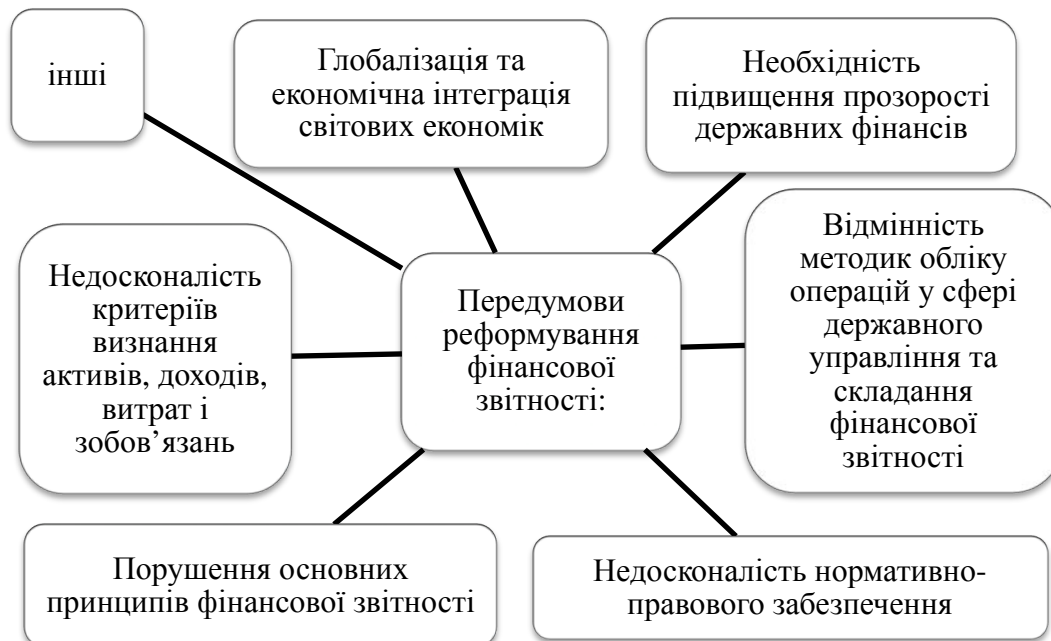 інші
Глобалізація та
економічна інтеграція
світових економік
Необхідність
підвищення прозорості
державних фінансів
Недосконалість
критеріїв
визнання
активів, доходів,
витрат і
зобов’язань
Передумови
реформування
фінансової
звітності:
Відмінність
методик обліку
операцій у сфері
державного
управління та
складання
фінансової
звітності
Порушення основних
принципів фінансової звітності
Недосконалість нормативно-
правового забезпечення